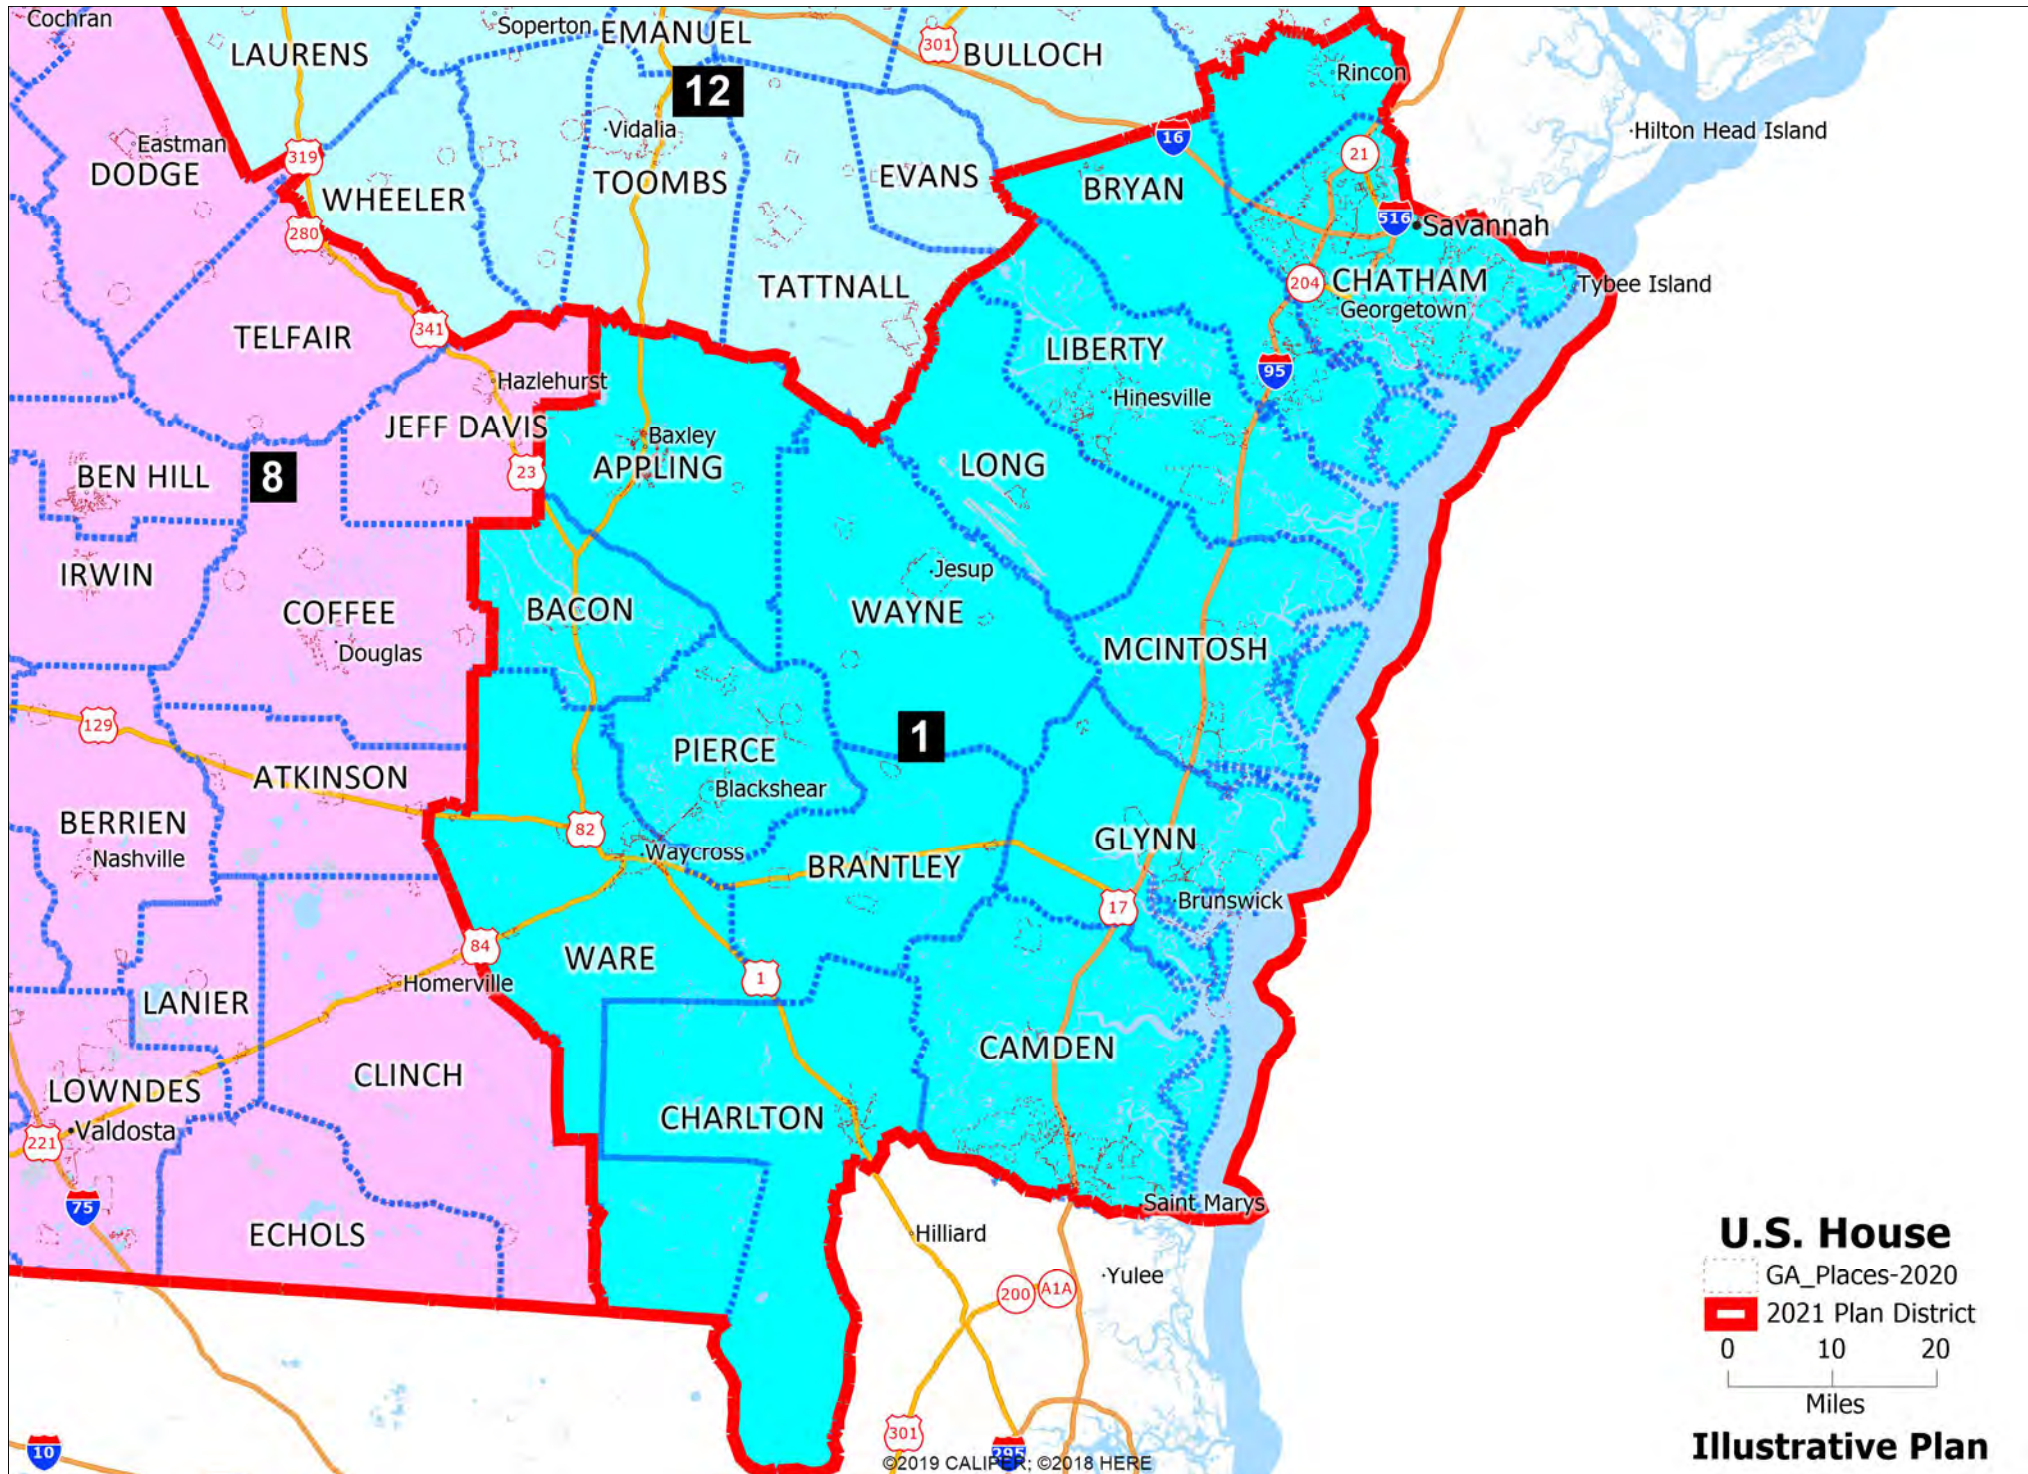 Cochran
Soperton
EMANUEL
LAURENS
301
BULLOCH
Rincon
12
Eastman
Vidalia
16
Hilton Head Island
319
21
DODGE
TOOMBS
EVANS
BRYAN
WHEELER
516
Savannah
280
TATTNALL
204
CHATHAM
Tybee Island
Georgetown
341
TELFAIR
LIBERTY
95
Hazlehurst
Hinesville
JEFF DAVIS
Baxley
BEN HILL
8
23
APPLING
LONG
IRWIN
Jesup
COFFEE
BACON
WAYNE
Douglas
MCINTOSH
129
1
PIERCE
ATKINSON
Blackshear
BERRIEN
82
GLYNN
Nashville
Waycross
BRANTLEY
17
Brunswick
84
WARE
1
Homerville
LANIER
CAMDEN
CLINCH
LOWNDES
CHARLTON
Valdosta
221
75
Saint Marys
ECHOLS
Hilliard
U.S. House
Yulee
GA_Places-2020
200
A1A
2021 Plan District
0 10 20
Miles
301
10
295
Illustrative Plan
©2019 CALIPER; ©2018 HERE